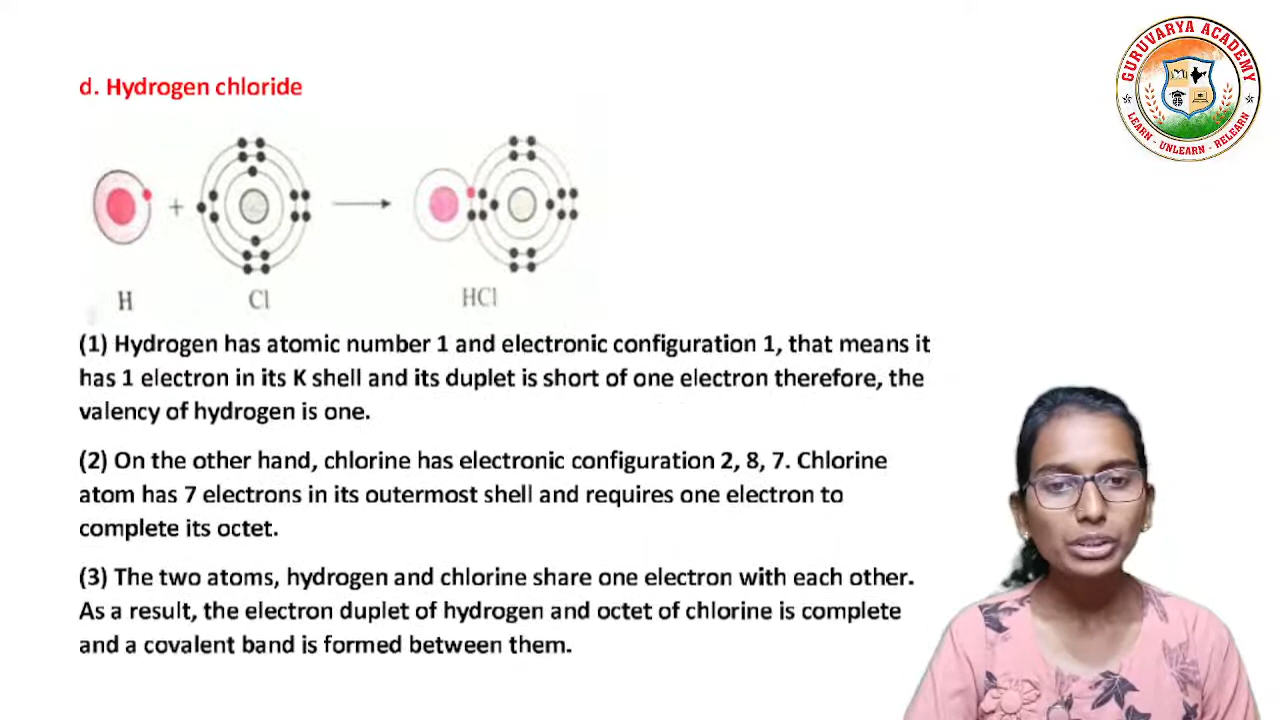 d. Hydrogen chloride
GURUVARYA ACADEMY
LEARN - UNLEARN - RELEARN
+
H
Cl
HCl
(1) Hydrogen has atomic number 1 and electronic configuration 1, that means it
has 1 electron in its K shell and its duplet is short of one electron therefore, the
valency of hydrogen is one.
(2) On the other hand, chlorine has electronic configuration 2, 8, 7. Chlorine
atom has 7 electrons in its outermost shell and requires one electron to
complete its octet.
(3) The two atoms, hydrogen and chlorine share one electron with each other.
As a result, the electron duplet of hydrogen and octet of chlorine is complete
and a covalent band is formed between them.